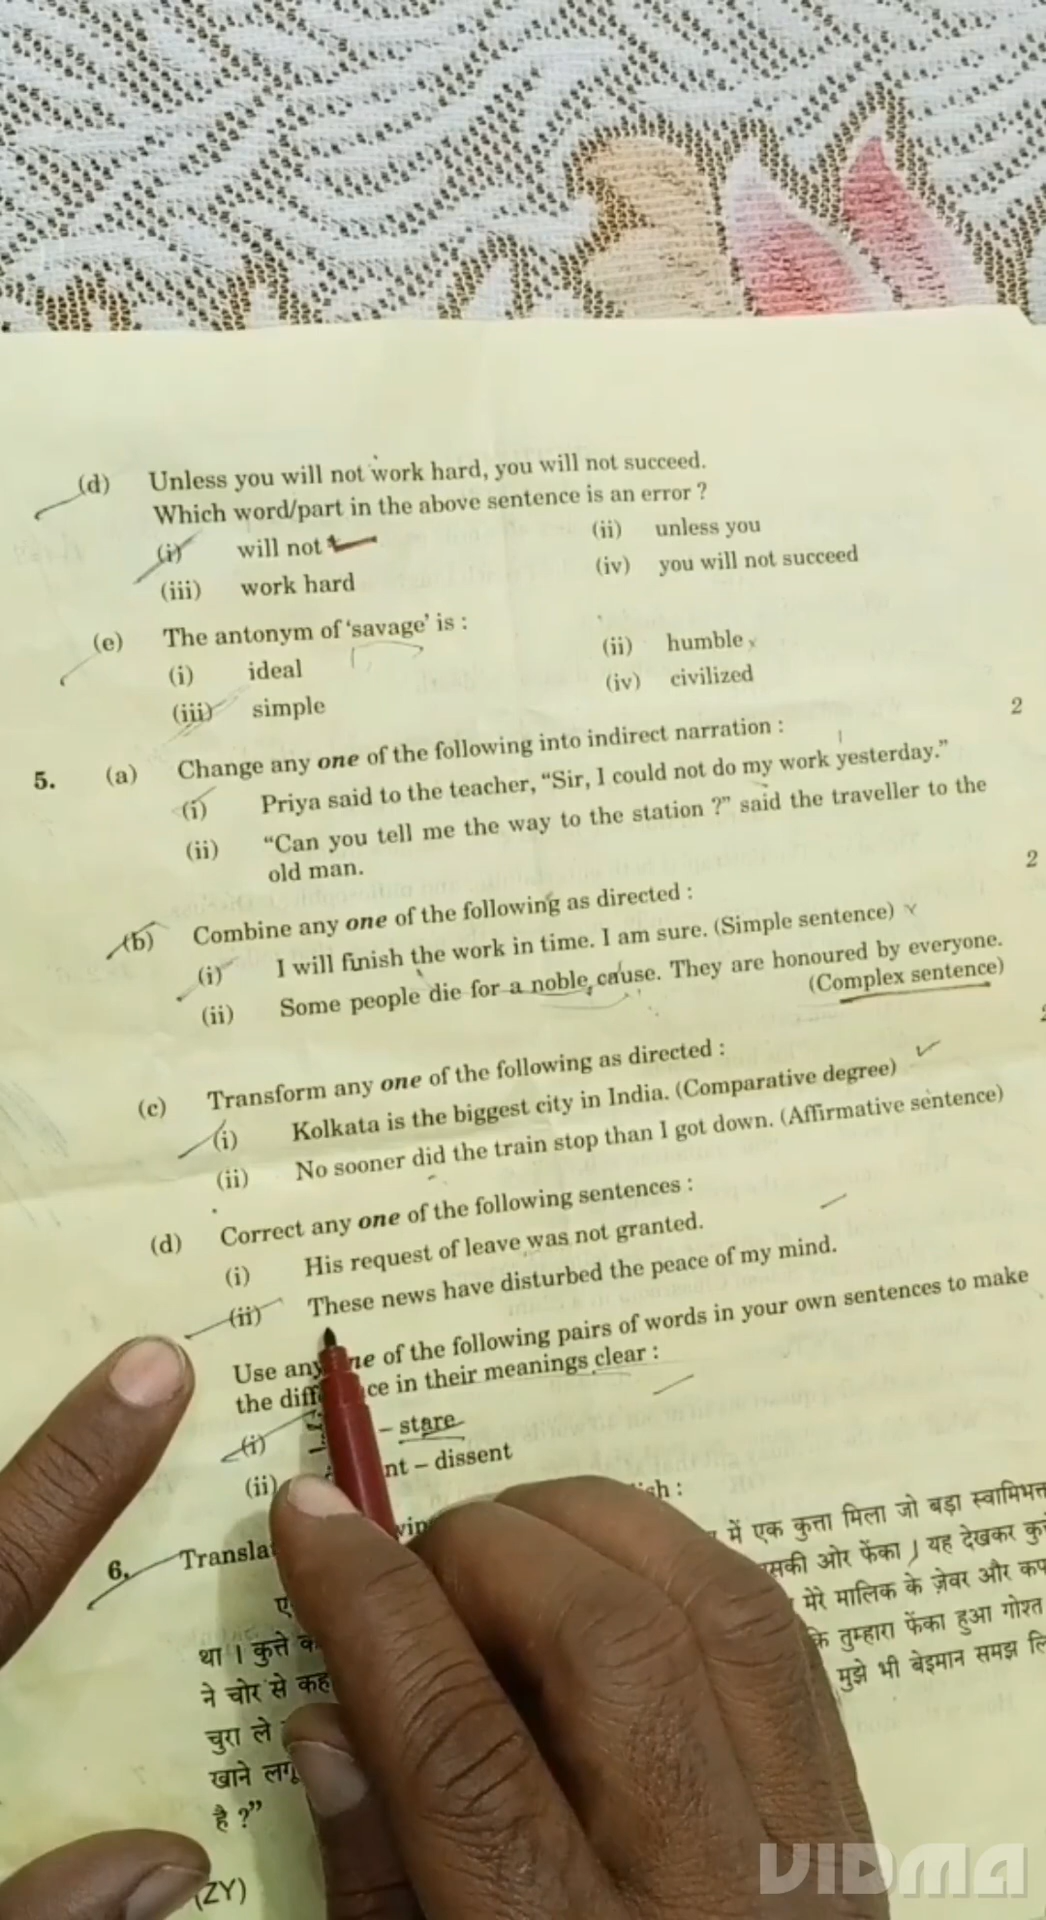 (d) Unless you will not work hard, you will not succeed.
Which word/part in the above sentence is an error ?
(i) will not (ii) unless you
(iii) work hard (iv) you will not succeed
(e) The antonym of ‘savage’ is :
(i) ideal (ii) humble
(iii) simple (iv) civilized
5. (a) Change any one of the following into indirect narration : 2
(i) Priya said to the teacher, “Sir, I could not do my work yesterday.”
(ii) “Can you tell me the way to the station ?” said the traveller to the
old man.
(b) Combine any one of the following as directed : 2
(i) I will finish the work in time. I am sure. (Simple sentence)
(ii) Some people die for a noble cause. They are honoured by everyone.
(Complex sentence)
(c) Transform any one of the following as directed :
(i) Kolkata is the biggest city in India. (Comparative degree)
(ii) No sooner did the train stop than I got down. (Affirmative sentence)
(d) Correct any one of the following sentences :
(i) His request of leave was not granted.
(ii) These news have disturbed the peace of my mind.
Use any of the following pairs of words in your own sentences to make
the in their meanings clear :
(i) – stare
(ii) – dissent
6.
में एक कुत्ता मिला जो बड़ा
की ओर फेंका । यह देखकर
था । कुत्ते मेरे मालिक के ज़ेवर और
ने चोर से तुम्हारा फेंका हुआ गोश्त
चुरा ले मुझे भी बेइमान समझ
खाने
है ?”
(ZY)
VIDMA